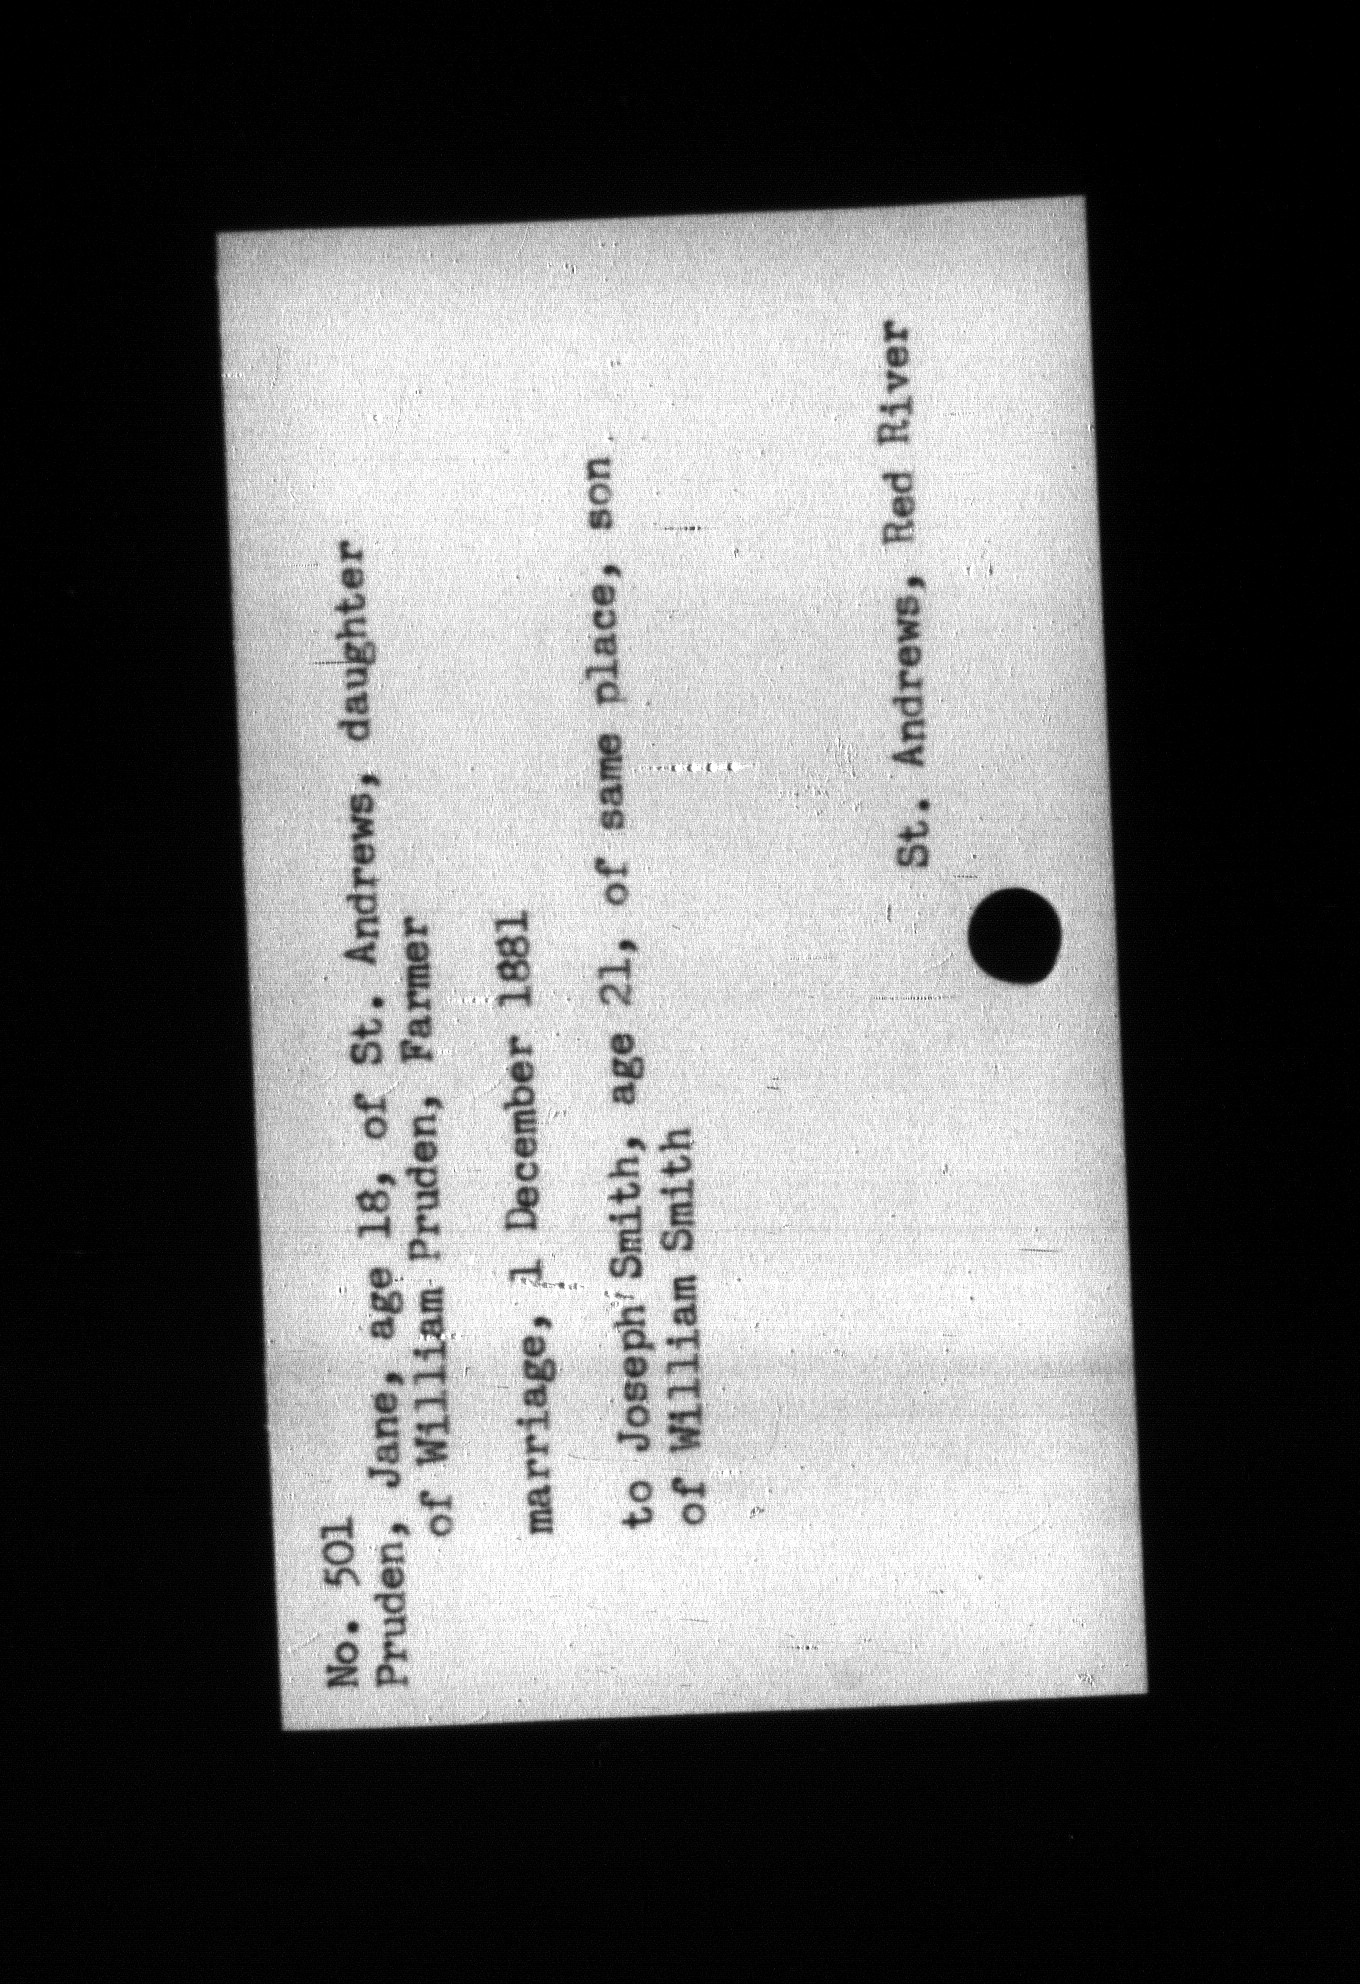 No. 501
Pruden, Jane, age 18, of St. Andrews, daughter
of William Pruden, Farmer
marriage, 1 December 1881
to Joseph Smith, age 21, of same place, son
of William Smith
St. Andrews, Red River